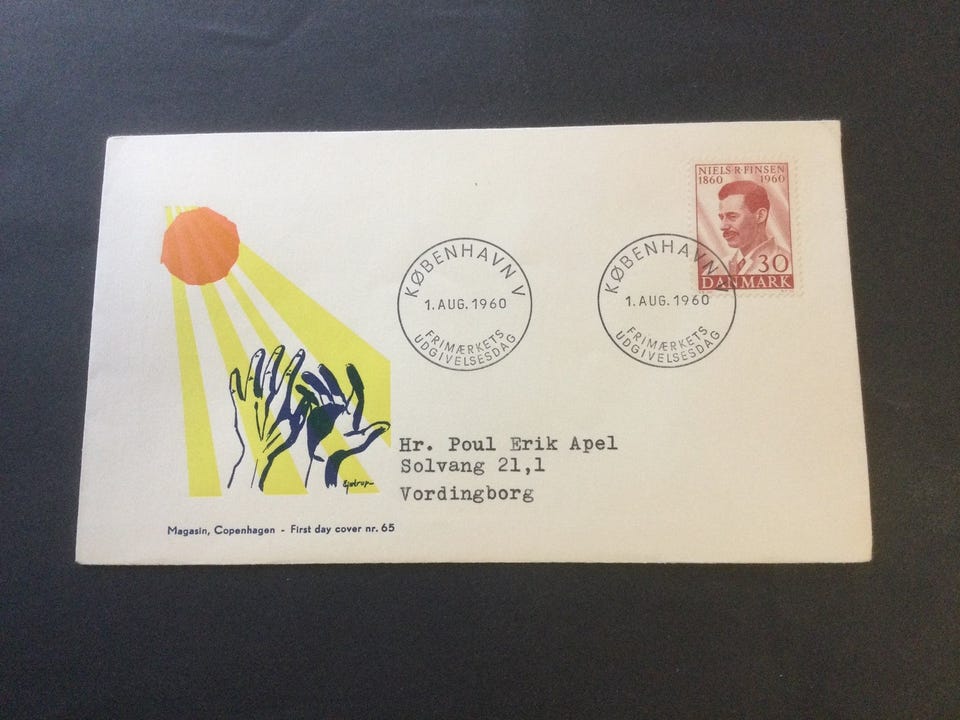 NIELS·R·FINSEN
1860 1960
30
DANMARK
KØBENHAVN V
1. AUG. 1960
FRIMÆRKETS
UDGIVELSESDAG
KØBENHAVN V
1. AUG. 1960
FRIMÆRKETS
UDGIVELSESDAG
Hr. Poul Erik Apel
Solvang 21,1
Vordingborg
Magasin, Copenhagen - First day cover nr. 65